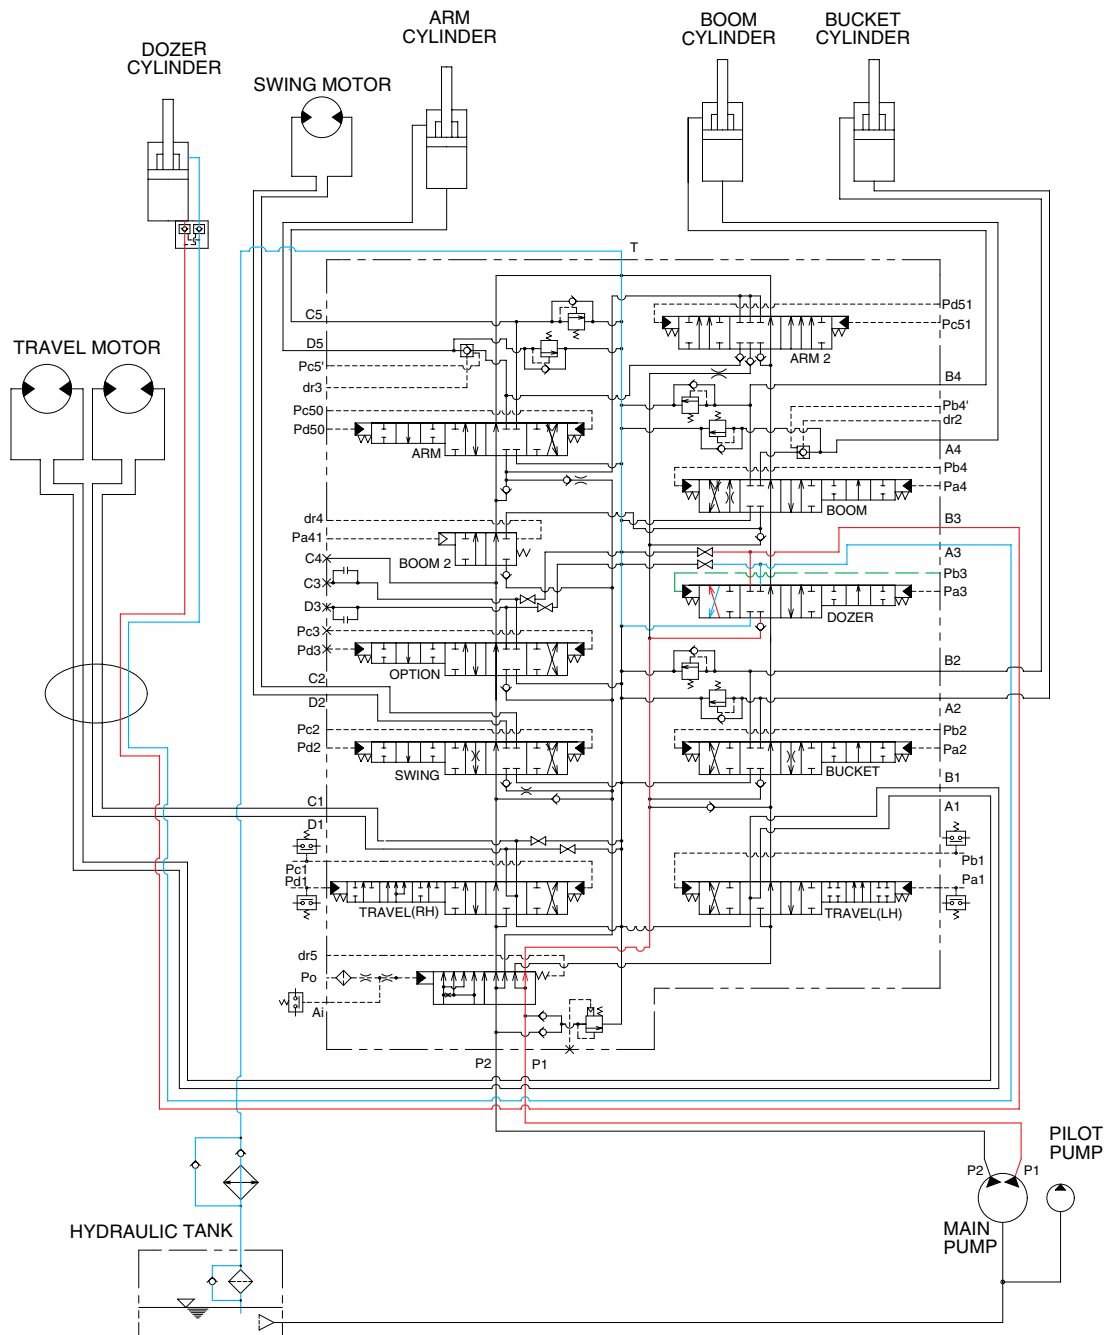 ARM
CYLINDER
BOOM
CYLINDER
BUCKET
CYLINDER
DOZER
CYLINDER
SWING MOTOR
T
Pd51
C5
Pc51
D5
ARM 2
TRAVEL MOTOR
Pc5'
B4
dr3
Pc50
Pb4'
Pd50
dr2
ARM
A4
Pb4
Pa4
dr4
BOOM
B3
Pa41
C4
BOOM 2
A3
C3
Pb3
Pa3
D3
DOZER
Pc3
Pd3
OPTION
B2
C2
D2
A2
Pc2
Pb2
Pd2
Pa2
SWING
BUCKET
B1
C1
A1
D1
Pc1
Pb1
Pd1
Pa1
TRAVEL(RH)
TRAVEL(LH)
dr5
Po
Ai
P2
P1
PILOT
PUMP
P2
P1
HYDRAULIC TANK
MAIN
PUMP